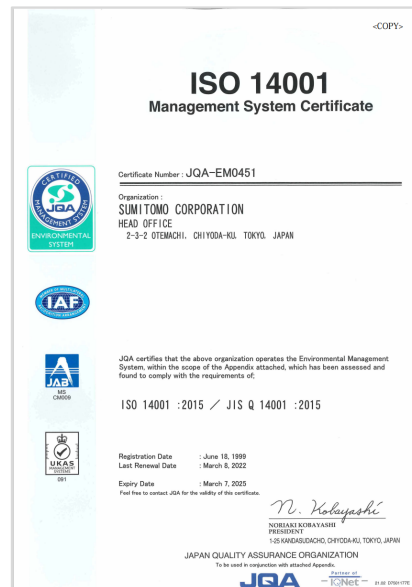 <COPY>
ISO 14001
Management System Certificate
Certificate Number : JQA-EM0451
Organization :
SUMITOMO CORPORATION
HEAD OFFICE
2-3-2 OTEMACHI, CHIYODA-KU, TOKYO, JAPAN
CERTIFIED
JQA
MANAGEMENT SYSTEM
ENVIRONMENTAL
SYSTEM
IAF
JAB
MS
CM009
JQA certifies that the above organization operates the Environmental Management
System, within the scope of the Appendix attached, which has been assessed and
found to comply with the requirements of;
ISO 14001 :2015 / JIS Q 14001 :2015
UKAS
MANAGEMENT
SYSTEMS
091
Registration Date : June 18, 1999
Last Renewal Date : March 8, 2022
Expiry Date : March 7, 2025
Feel free to contact JQA for the validity of this certificate.
N. Kobayashi
NORIAKI KOBAYASHI
PRESIDENT
1-25 KANDASUDACHO, CHIYODA-KU, TOKYO, JAPAN
JAPAN QUALITY ASSURANCE ORGANIZATION
To be used in conjunction with attached Appendix.
JQA
Partner of
IQNet